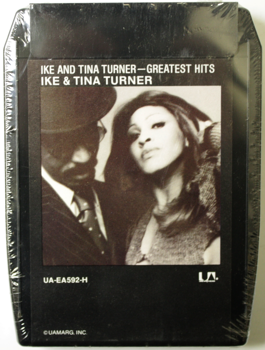 IKE AND TINA TURNER—GREATEST HITS
IKE & TINA TURNER
UA-EA592-H
UA
©UAMARG, INC.